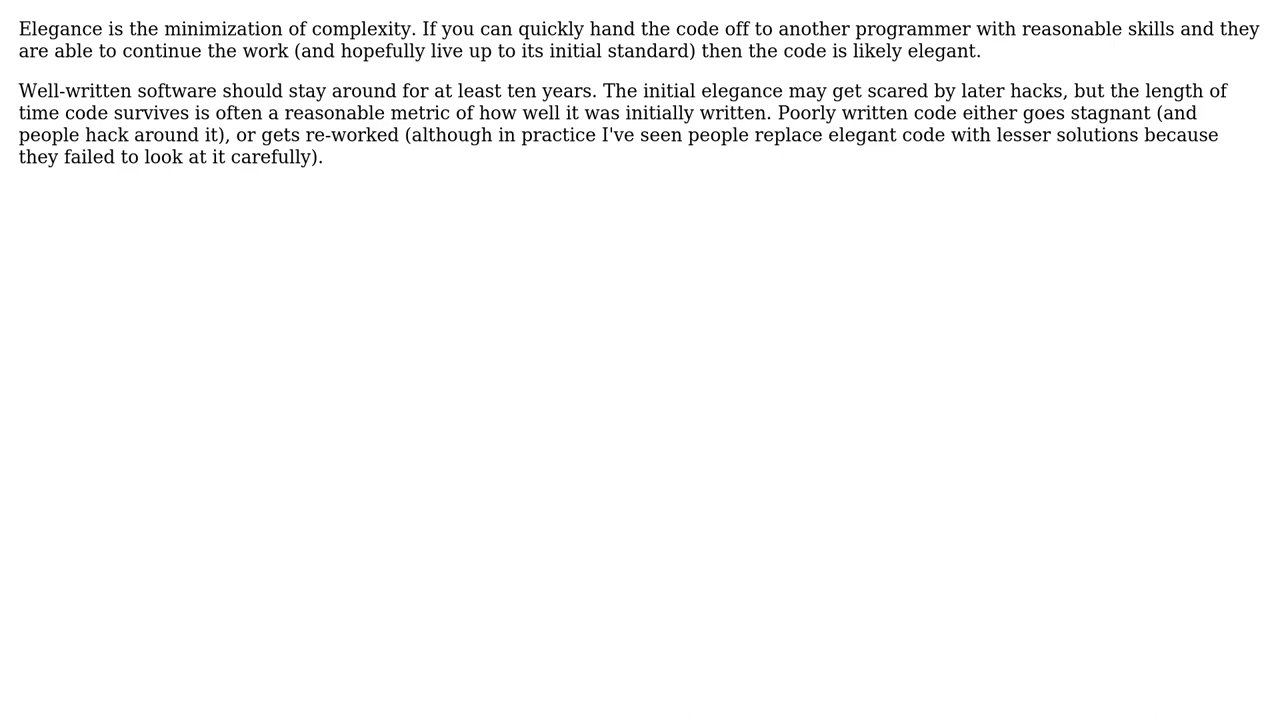 Elegance is the minimization of complexity. If you can quickly hand the code off to another programmer with reasonable skills and they
are able to continue the work (and hopefully live up to its initial standard) then the code is likely elegant.
Well-written software should stay around for at least ten years. The initial elegance may get scared by later hacks, but the length of
time code survives is often a reasonable metric of how well it was initially written. Poorly written code either goes stagnant (and
people hack around it), or gets re-worked (although in practice I've seen people replace elegant code with lesser solutions because
they failed to look at it carefully).